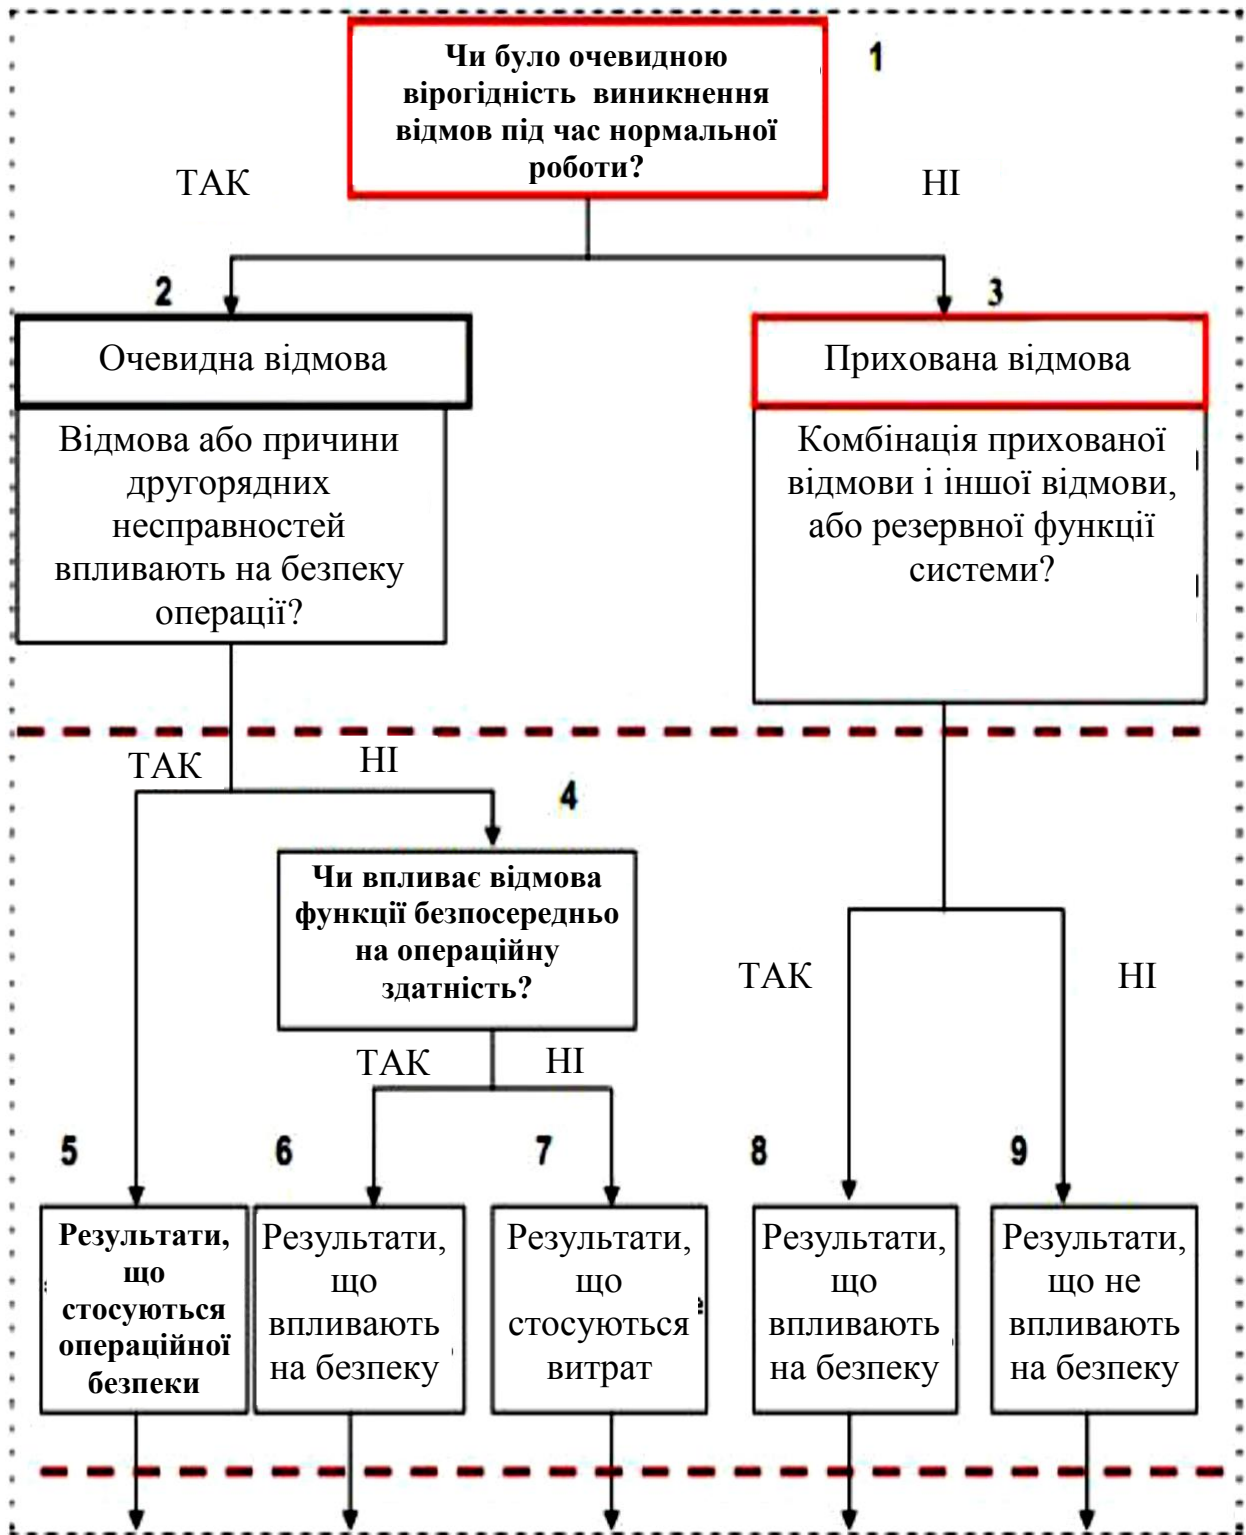 Чи було очевидною
вірогідність виникнення
відмов під час нормальної
роботи?
1
ТАК
НІ
2
3
Очевидна відмова
Прихована відмова
Відмова або причини
другорядних
несправностей
впливають на безпеку
операції?
Комбінація прихованої
відмови і іншої відмови,
або резервної функції
системи?
ТАК
НІ
4
Чи впливає відмова
функції безпосередньо
на операційну
здатність?
ТАК
НІ
ТАК
НІ
5
6
7
8
9
Результати,
що
стосуються
операційної
безпеки
Результати,
що
впливають
на безпеку
Результати,
що
стосуються
витрат
Результати,
що
впливають
на безпеку
Результати,
що не
впливають
на безпеку